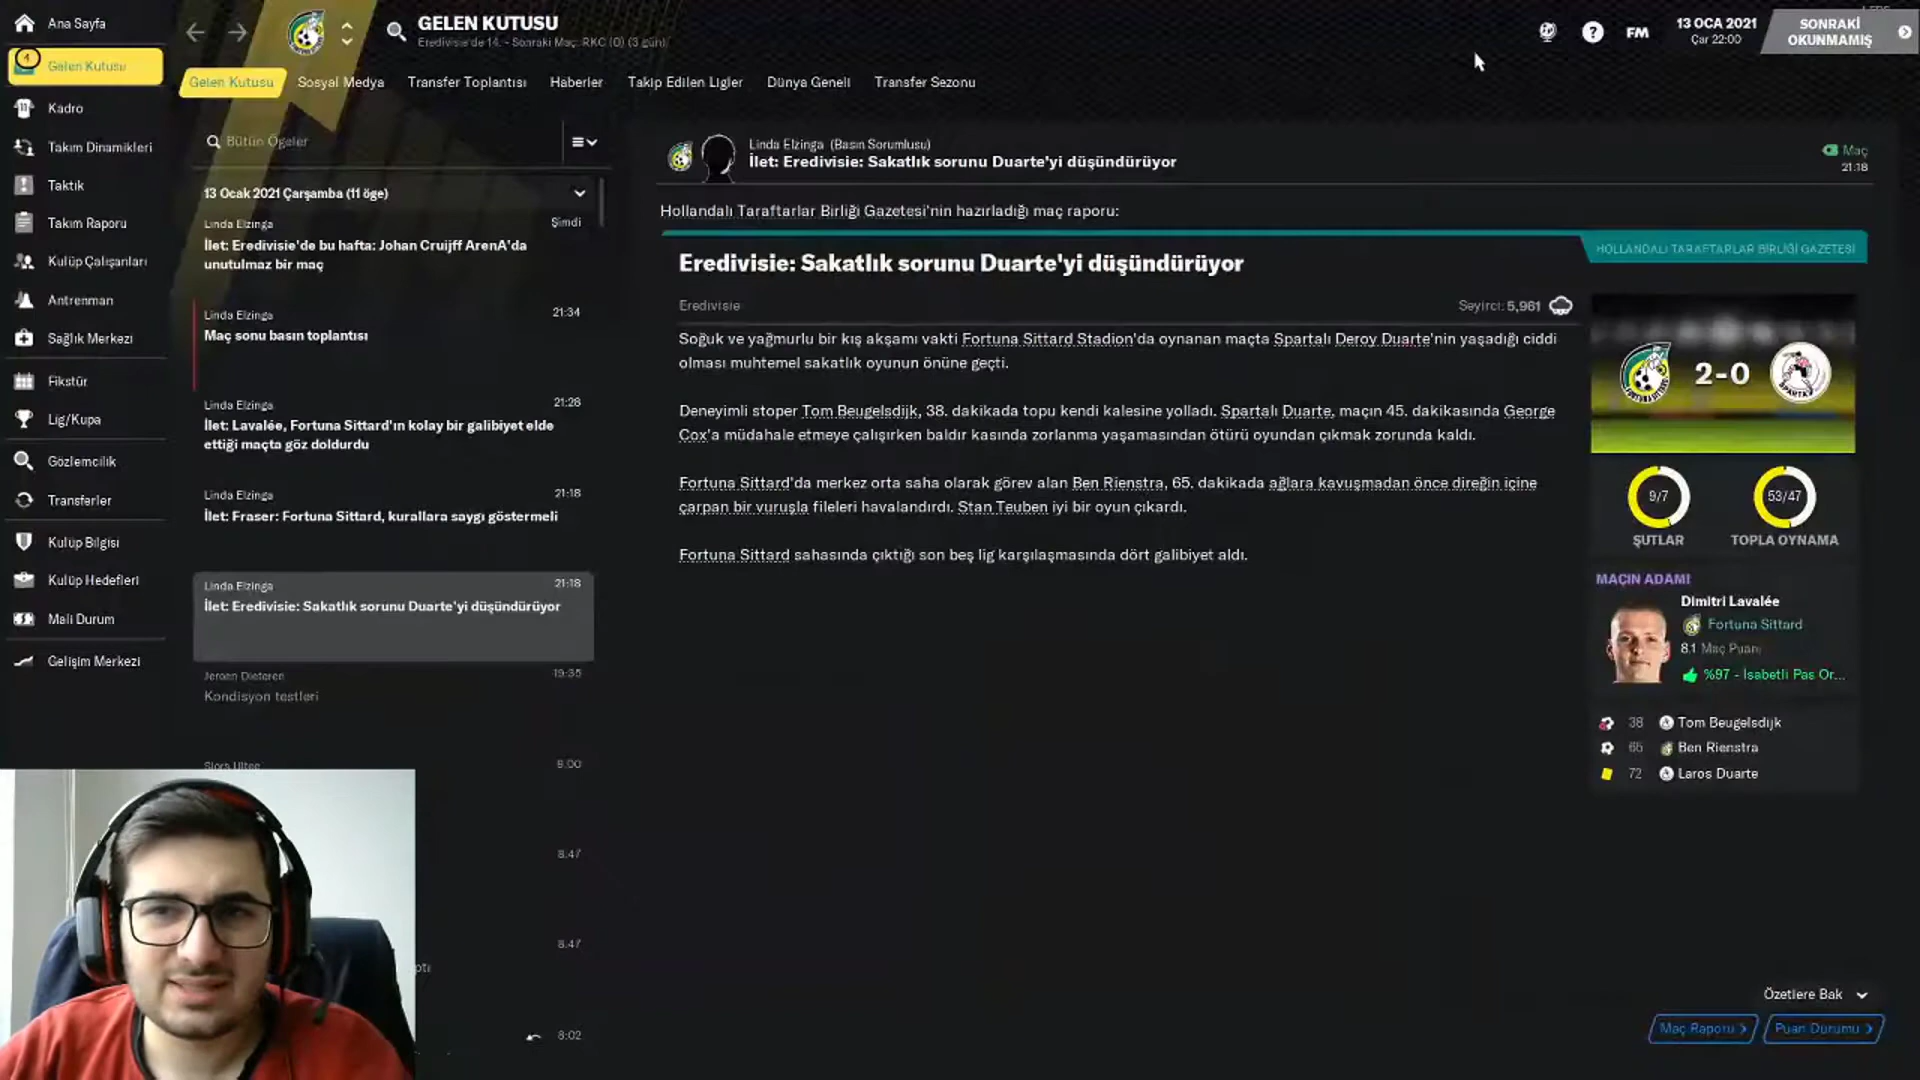 Ana Sayfa
4
Gelen Kutusu
Kadro
Takım Dinamikleri
Taktik
Takım Raporu
Kulüp Çalışanları
Antrenman
Sağlık Merkezi
Fikstür
Lig/Kupa
Gözlemcilik
Transferler
Kulüp Bilgisi
Kulüp Hedefleri
Mali Durum
Gelişim Merkezi
GELEN KUTUSU
Eredivisie'de 14. - Sonraki Maç: RKC (D) (3 gün)
FM
13 OCA 2021
Çar 22:00
SONRAKİ
OKUNMAMIŞ
Gelen Kutusu
Sosyal Medya
Transfer Toplantısı
Haberler
Takip Edilen Ligler
Dünya Geneli
Transfer Sezonu
Bütün Öğeler
13 Ocak 2021 Çarşamba (11 öge)
Linda Elzinga
Şimdi
İlet: Eredivisie'de bu hafta: Johan Cruijff ArenA'da
unutulmaz bir maç
Linda Elzinga
21:34
Maç sonu basın toplantısı
Linda Elzinga
21:28
İlet: Lavalée, Fortuna Sittard'ın kolay bir galibiyet elde
ettiği maçta göz doldurdu
Linda Elzinga
21:18
İlet: Fraser: Fortuna Sittard, kurallara saygı göstermeli
Linda Elzinga
21:18
İlet: Eredivisie: Sakatlık sorunu Duarte'yi düşündürüyor
Jeroen Dieteren
19:35
Kondisyon testleri
Sjors Ultee
9:00
8:47
8:47
8:02
Linda Elzinga (Basın Sorumlusu)
İlet: Eredivisie: Sakatlık sorunu Duarte'yi düşündürüyor
Maç
21:18
Hollandalı Taraftarlar Birliği Gazetesi'nin hazırladığı maç raporu:
HOLLANDALI TARAFTARLAR BİRLİĞİ GAZETESİ
Eredivisie: Sakatlık sorunu Duarte'yi düşündürüyor
Eredivisie
Seyirci: 5,961
Soğuk ve yağmurlu bir kış akşamı vakti Fortuna Sittard Stadion'da oynanan maçta Spartalı Deroy Duarte'nin yaşadığı ciddi
olması muhtemel sakatlık oyunun önüne geçti.
Deneyimli stoper Tom Beugelsdijk, 38. dakikada topu kendi kalesine yolladı. Spartalı Duarte, maçın 45. dakikasında George
Cox'a müdahale etmeye çalışırken baldır kasında zorlanma yaşamasından ötürü oyundan çıkmak zorunda kaldı.
Fortuna Sittard'da merkez orta saha olarak görev alan Ben Rienstra, 65. dakikada ağlara kavuşmadan önce direğin içine
çarpan bir vuruşla fileleri havalandırdı. Stan Teuben iyi bir oyun çıkardı.
Fortuna Sittard sahasında çıktığı son beş lig karşılaşmasında dört galibiyet aldı.
2-0
SPARTA
9/7
53/47
ŞUTLAR
TOPLA OYNAMA
MAÇIN ADAMI
Dimitri Lavalée
Fortuna Sittard
8.1 Maç Puanı
%97 - İsabetli Pas Or...
38 Tom Beugelsdijk
65 Ben Rienstra
72 Laros Duarte
Özetlere Bak
Maç Raporu
Puan Durumu